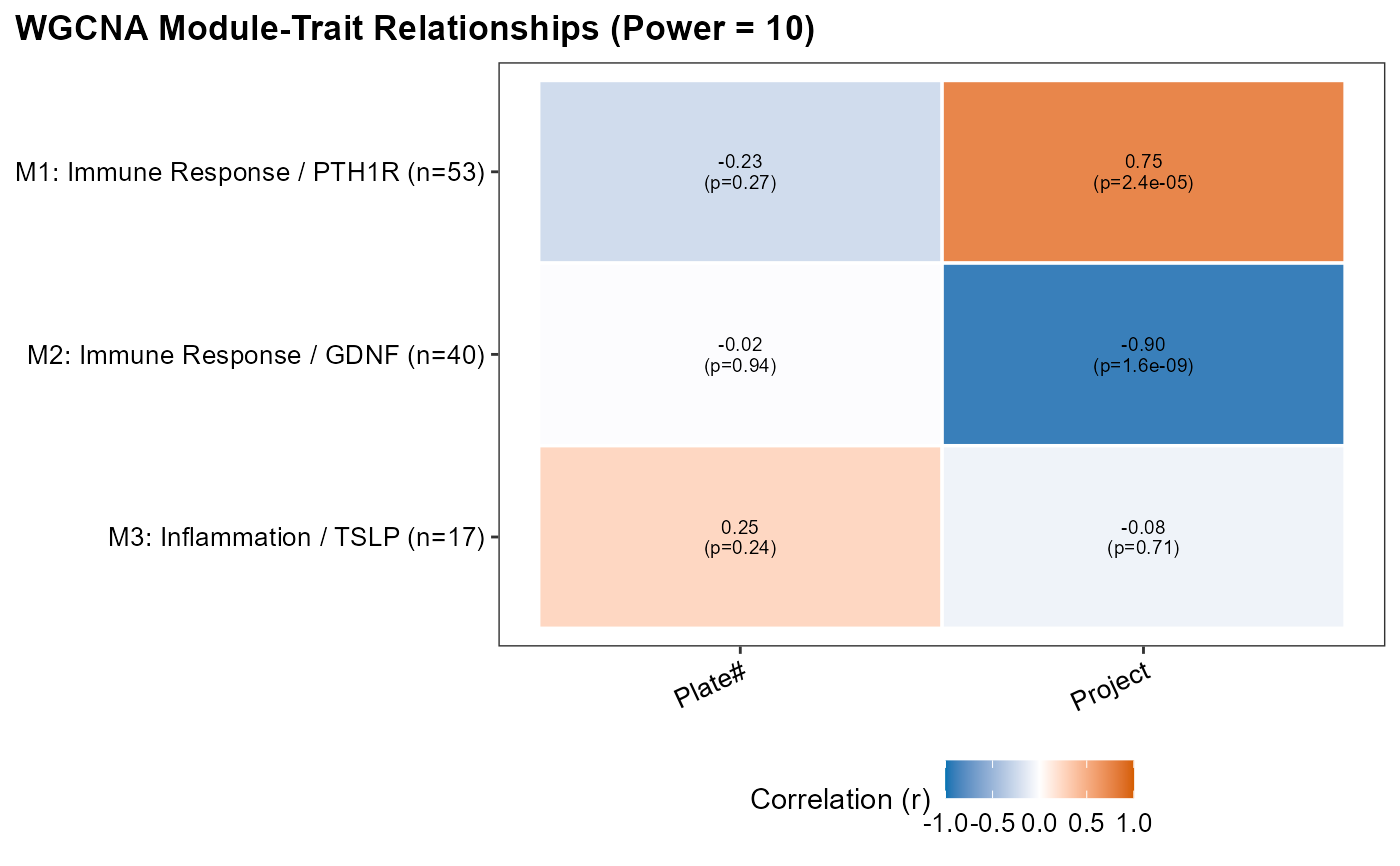 WGCNA Module-Trait Relationships (Power = 10)
M1: Immune Response / PTH1R (n=53)
-0.23
(p=0.27)
0.75
(p=2.4e-05)
M2: Immune Response / GDNF (n=40)
-0.02
(p=0.94)
-0.90
(p=1.6e-09)
M3: Inflammation / TSLP (n=17)
0.25
(p=0.24)
-0.08
(p=0.71)
Plate#
Project
Correlation (r)
-1.0 -0.5 0.0 0.5 1.0